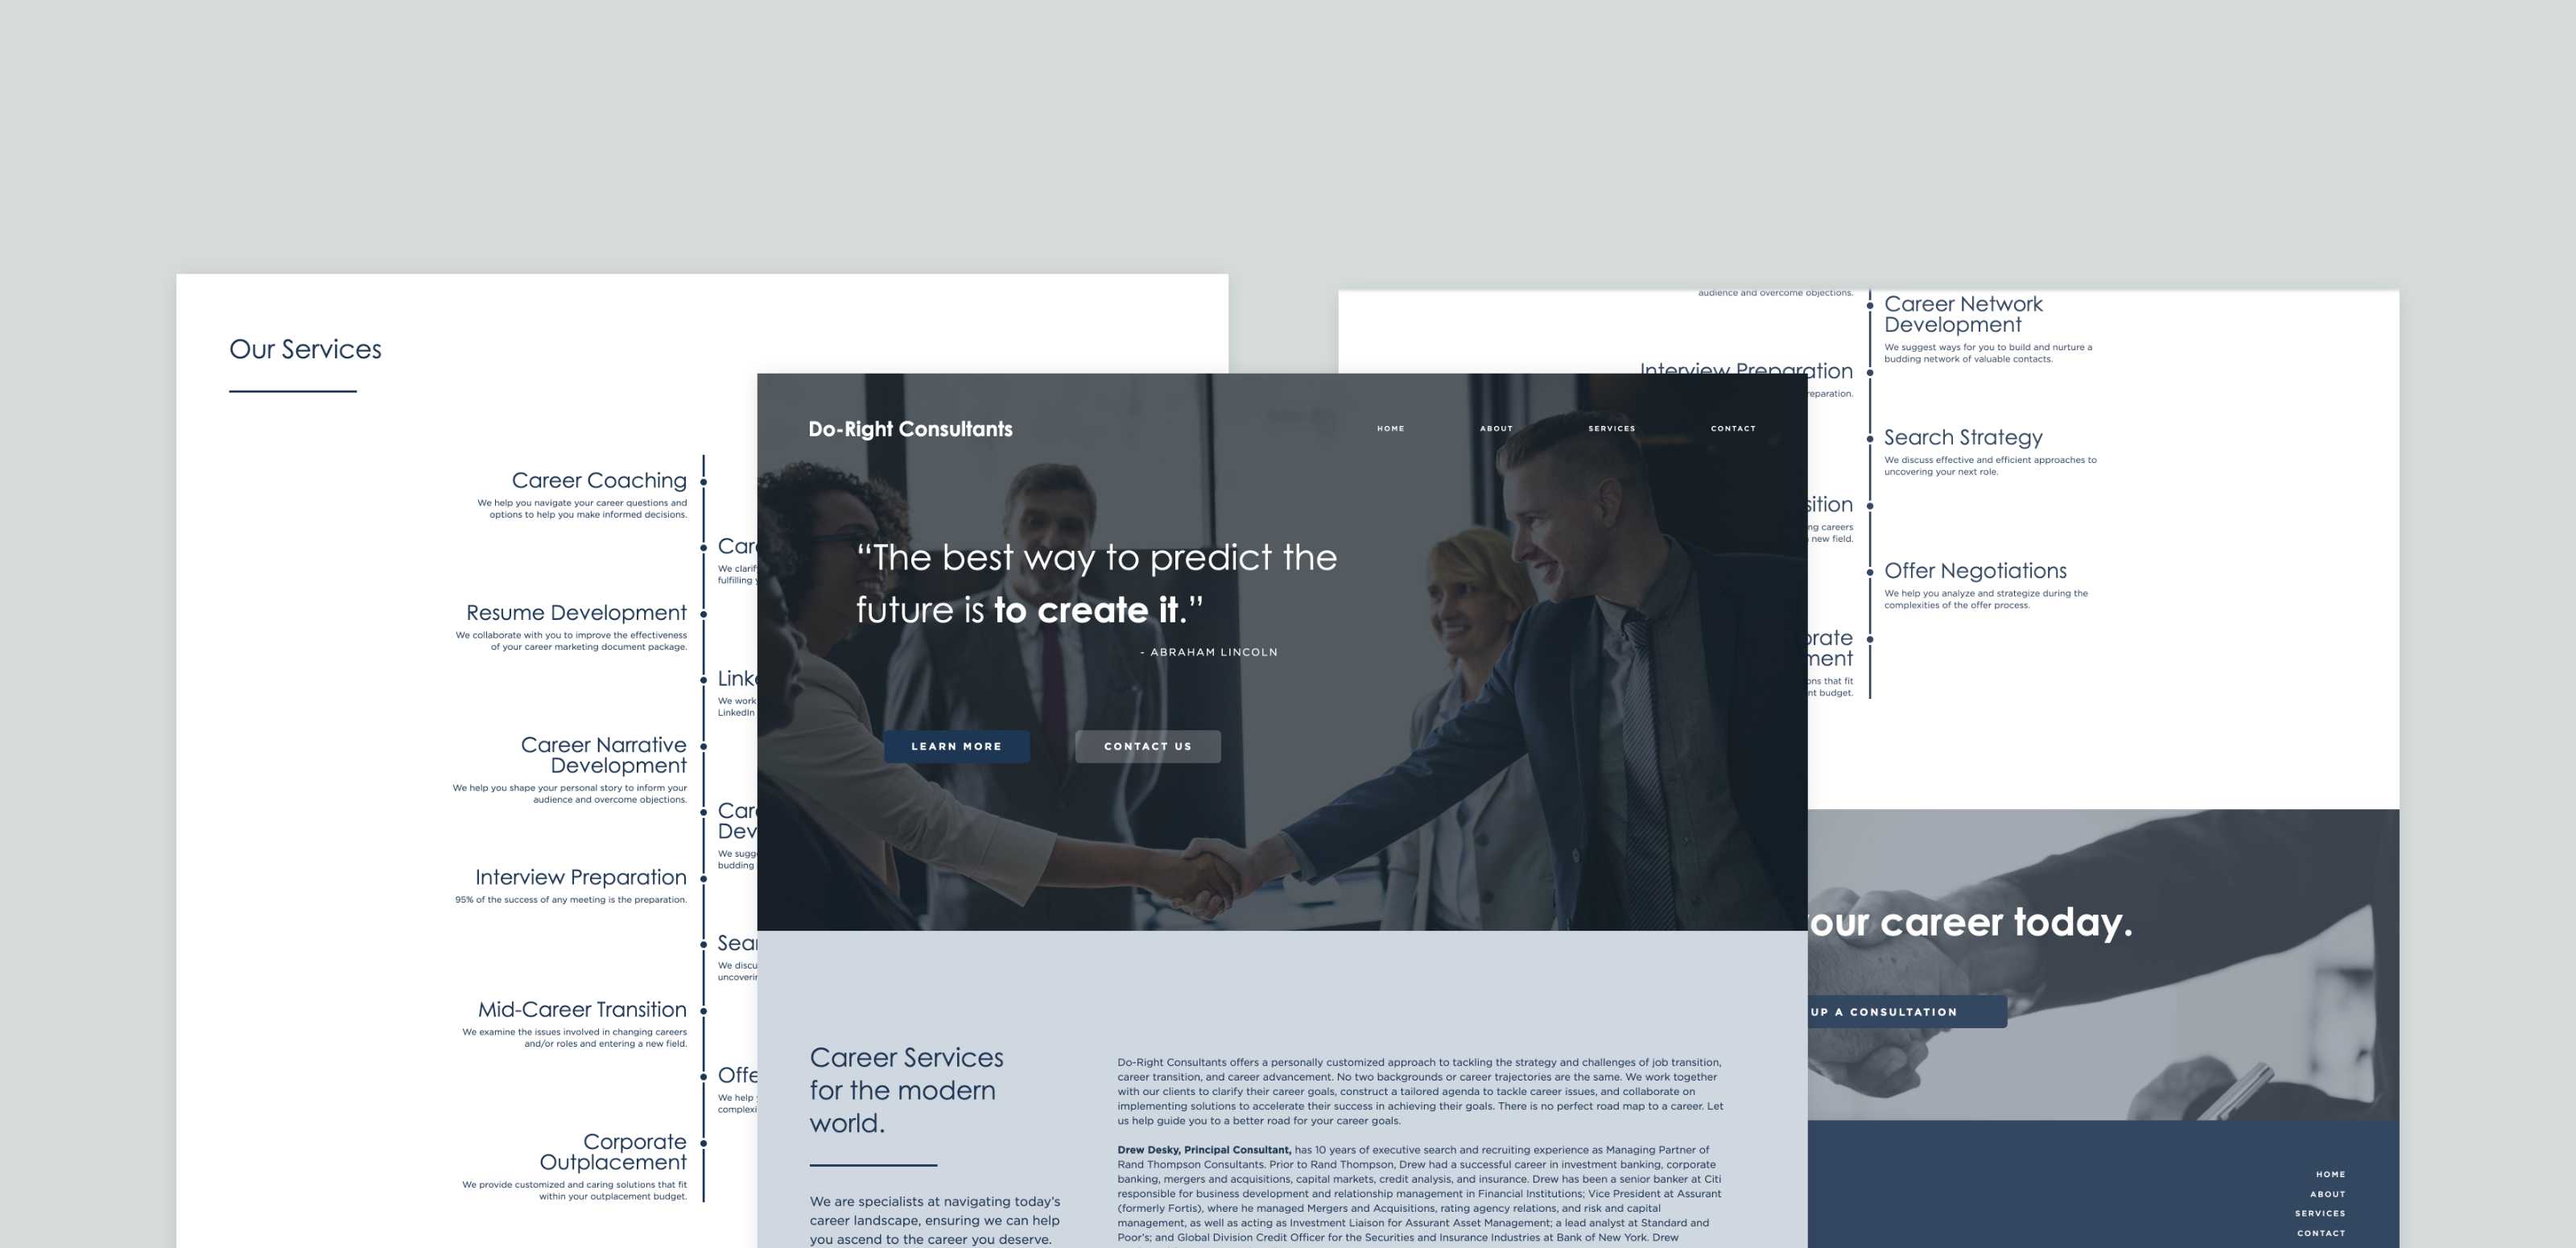 Our Services
Career Coaching
We help you navigate your career questions and
options to help you make informed decisions.
We clarif
fulfilling
Resume Development
We collaborate with you to improve the effectiveness
of your career marketing document package.
We work
LinkedIn
Career Narrative
Development
We help you shape your personal story to inform your
audience and overcome objections.
We sugg
budding
Interview Preparation
95% of the success of any meeting is the preparation.
We discu
uncoverin
Mid-Career Transition
We examine the issues involved in changing careers
and/or roles and entering a new field.
We help
complexi
Corporate
Outplacement
We provide customized and caring solutions that fit
within your outplacement budget.
Do-Right Consultants
HOME ABOUT SERVICES CONTACT
“The best way to predict the
future is to create it.”
- ABRAHAM LINCOLN
LEARN MORE CONTACT US
Career Services
for the modern
world.
We are specialists at navigating today’s
career landscape, ensuring we can help
you ascend to the career you deserve.
Do-Right Consultants offers a personally customized approach to tackling the strategy and challenges of job transition,
career transition, and career advancement. No two backgrounds or career trajectories are the same. We work together
with our clients to clarify their career goals, construct a tailored agenda to tackle career issues, and collaborate on
implementing solutions to accelerate their success in achieving their goals. There is no perfect road map to a career. Let
us help guide you to a better road for your career goals.
Drew Desky, Principal Consultant, has 10 years of executive search and recruiting experience as Managing Partner of
Rand Thompson Consultants. Prior to Rand Thompson, Drew had a successful career in investment banking, corporate
banking, mergers and acquisitions, capital markets, credit analysis, and insurance. Drew has been a senior banker at Citi
responsible for business development and relationship management in Financial Institutions; Vice President at Assurant
(formerly Fortis), where he managed Mergers and Acquisitions, rating agency relations, and risk and capital
management, as well as acting as Investment Liaison for Assurant Asset Management; a lead analyst at Standard and
Poor’s; and Global Division Credit Officer for the Securities and Insurance Industries at Bank of New York. Drew
audience and overcome objections.
Career Network
Development
We suggest ways for you to build and nurture a
budding network of valuable contacts.
Interview Preparation
reparation.
Search Strategy
We discuss effective and efficient approaches to
uncovering your next role.
sition
ng careers
new field.
Offer Negotiations
We help you analyze and strategize during the
complexities of the offer process.
orate
ment
ons that fit
nt budget.
our career today.
UP A CONSULTATION
HOME
ABOUT
SERVICES
CONTACT